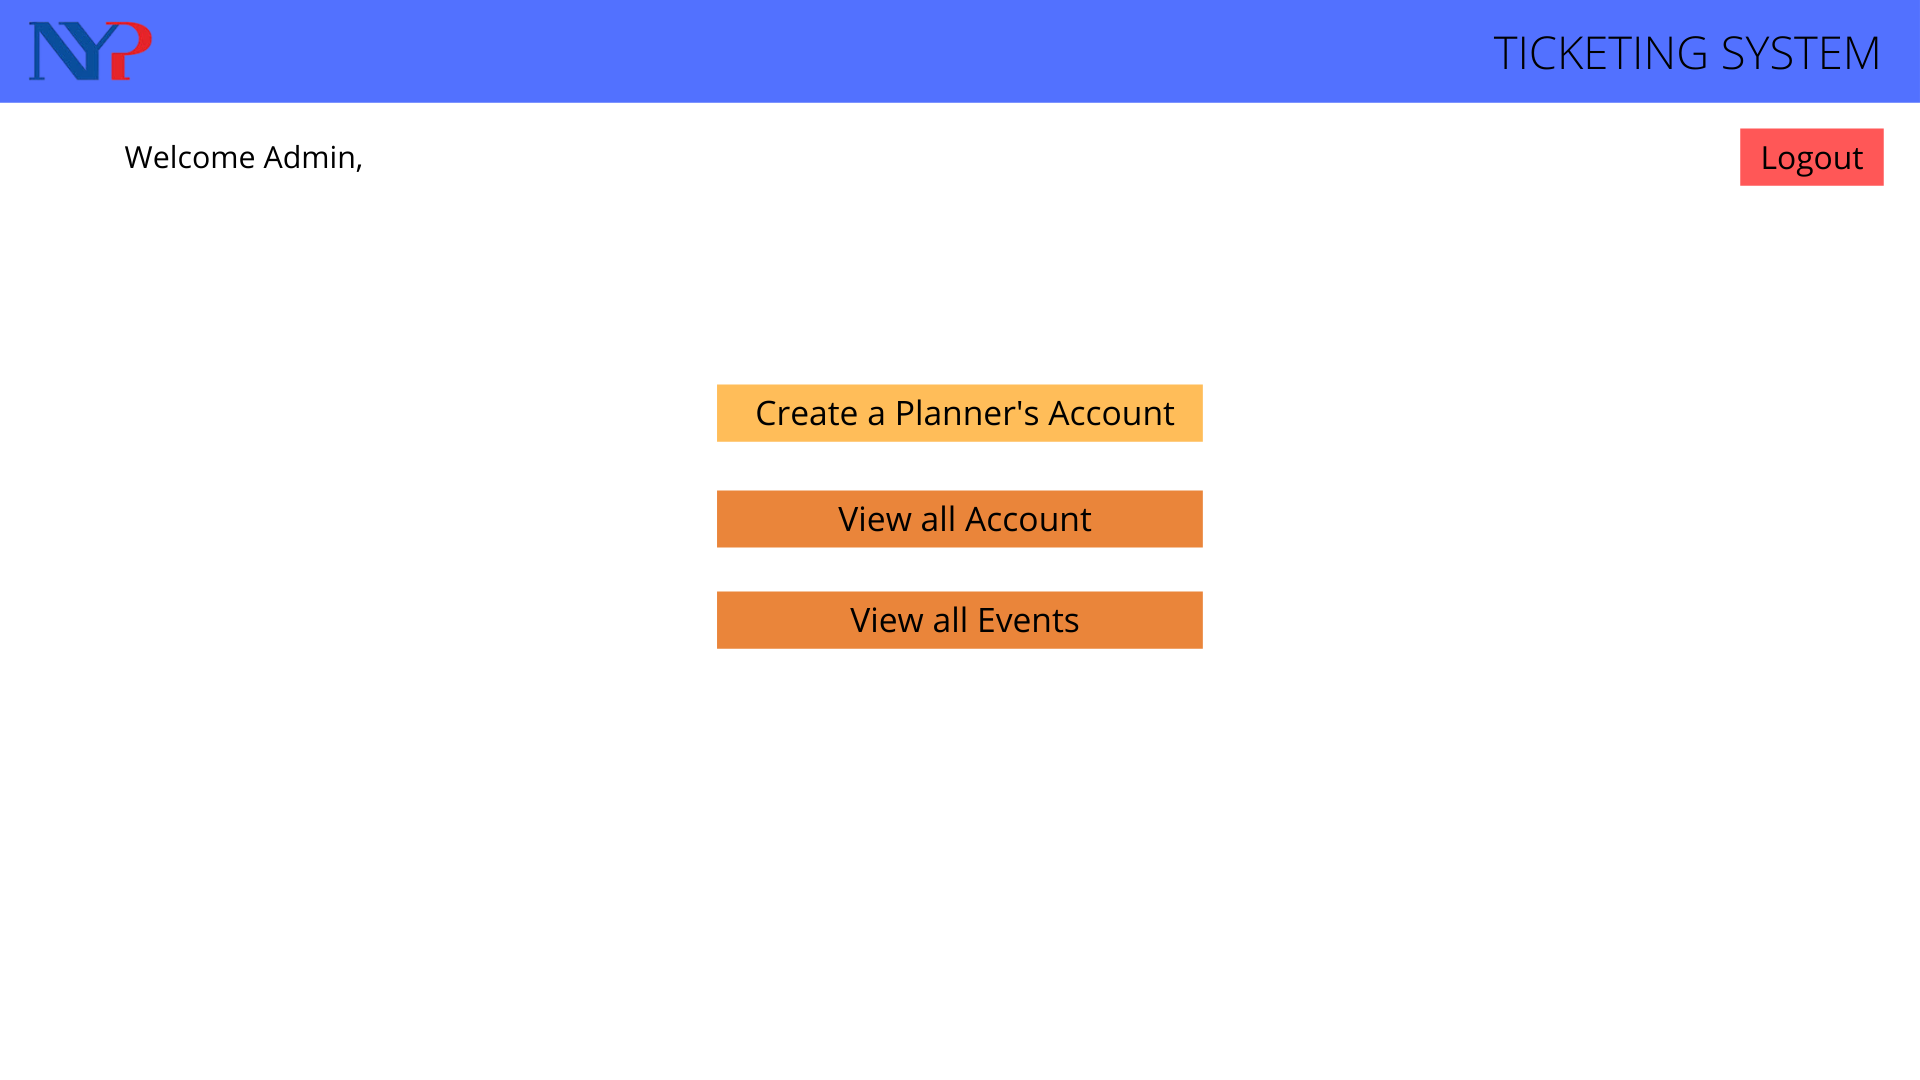 NYP
TICKETING SYSTEM
Welcome Admin,
Logout
Create a Planner's Account
View all Account
View all Events